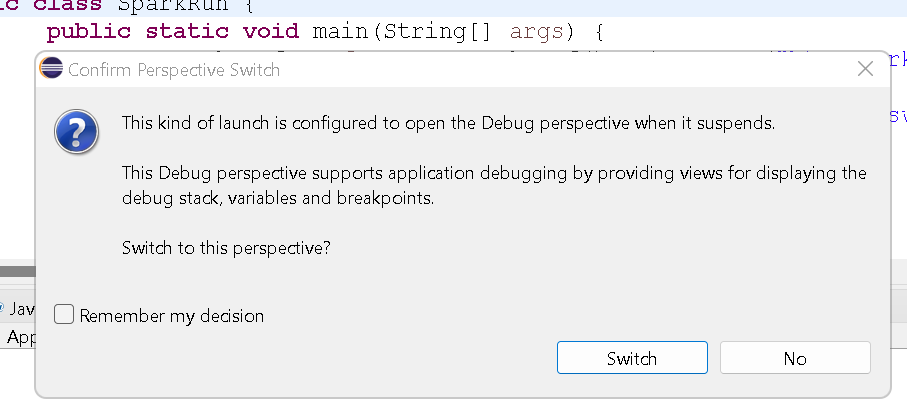 ic class SparkRun {
public static void main(String[] args) {
Confirm Perspective Switch
This kind of launch is configured to open the Debug perspective when it suspends.
This Debug perspective supports application debugging by providing views for displaying the
debug stack, variables and breakpoints.
Switch to this perspective?
Jav
Remember my decision
App
Switch
No